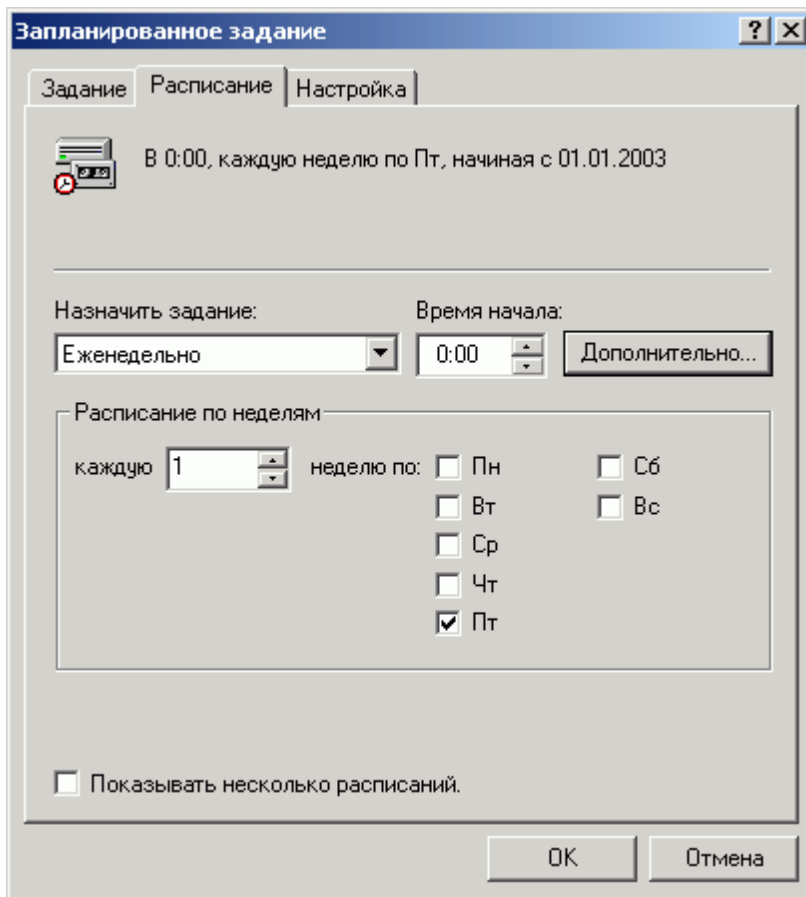 Запланированное задание
Задание Расписание Настройка
В 0:00, каждую неделю по Пт, начиная с 01.01.2003
Назначить задание: Время начала:
Еженедельно 0:00 Дополнительно...
Расписание по неделям
каждую 1 неделю по: Пн Сб
Вт Вс
Ср
Чт
Пт
Показывать несколько расписаний.
OK Отмена